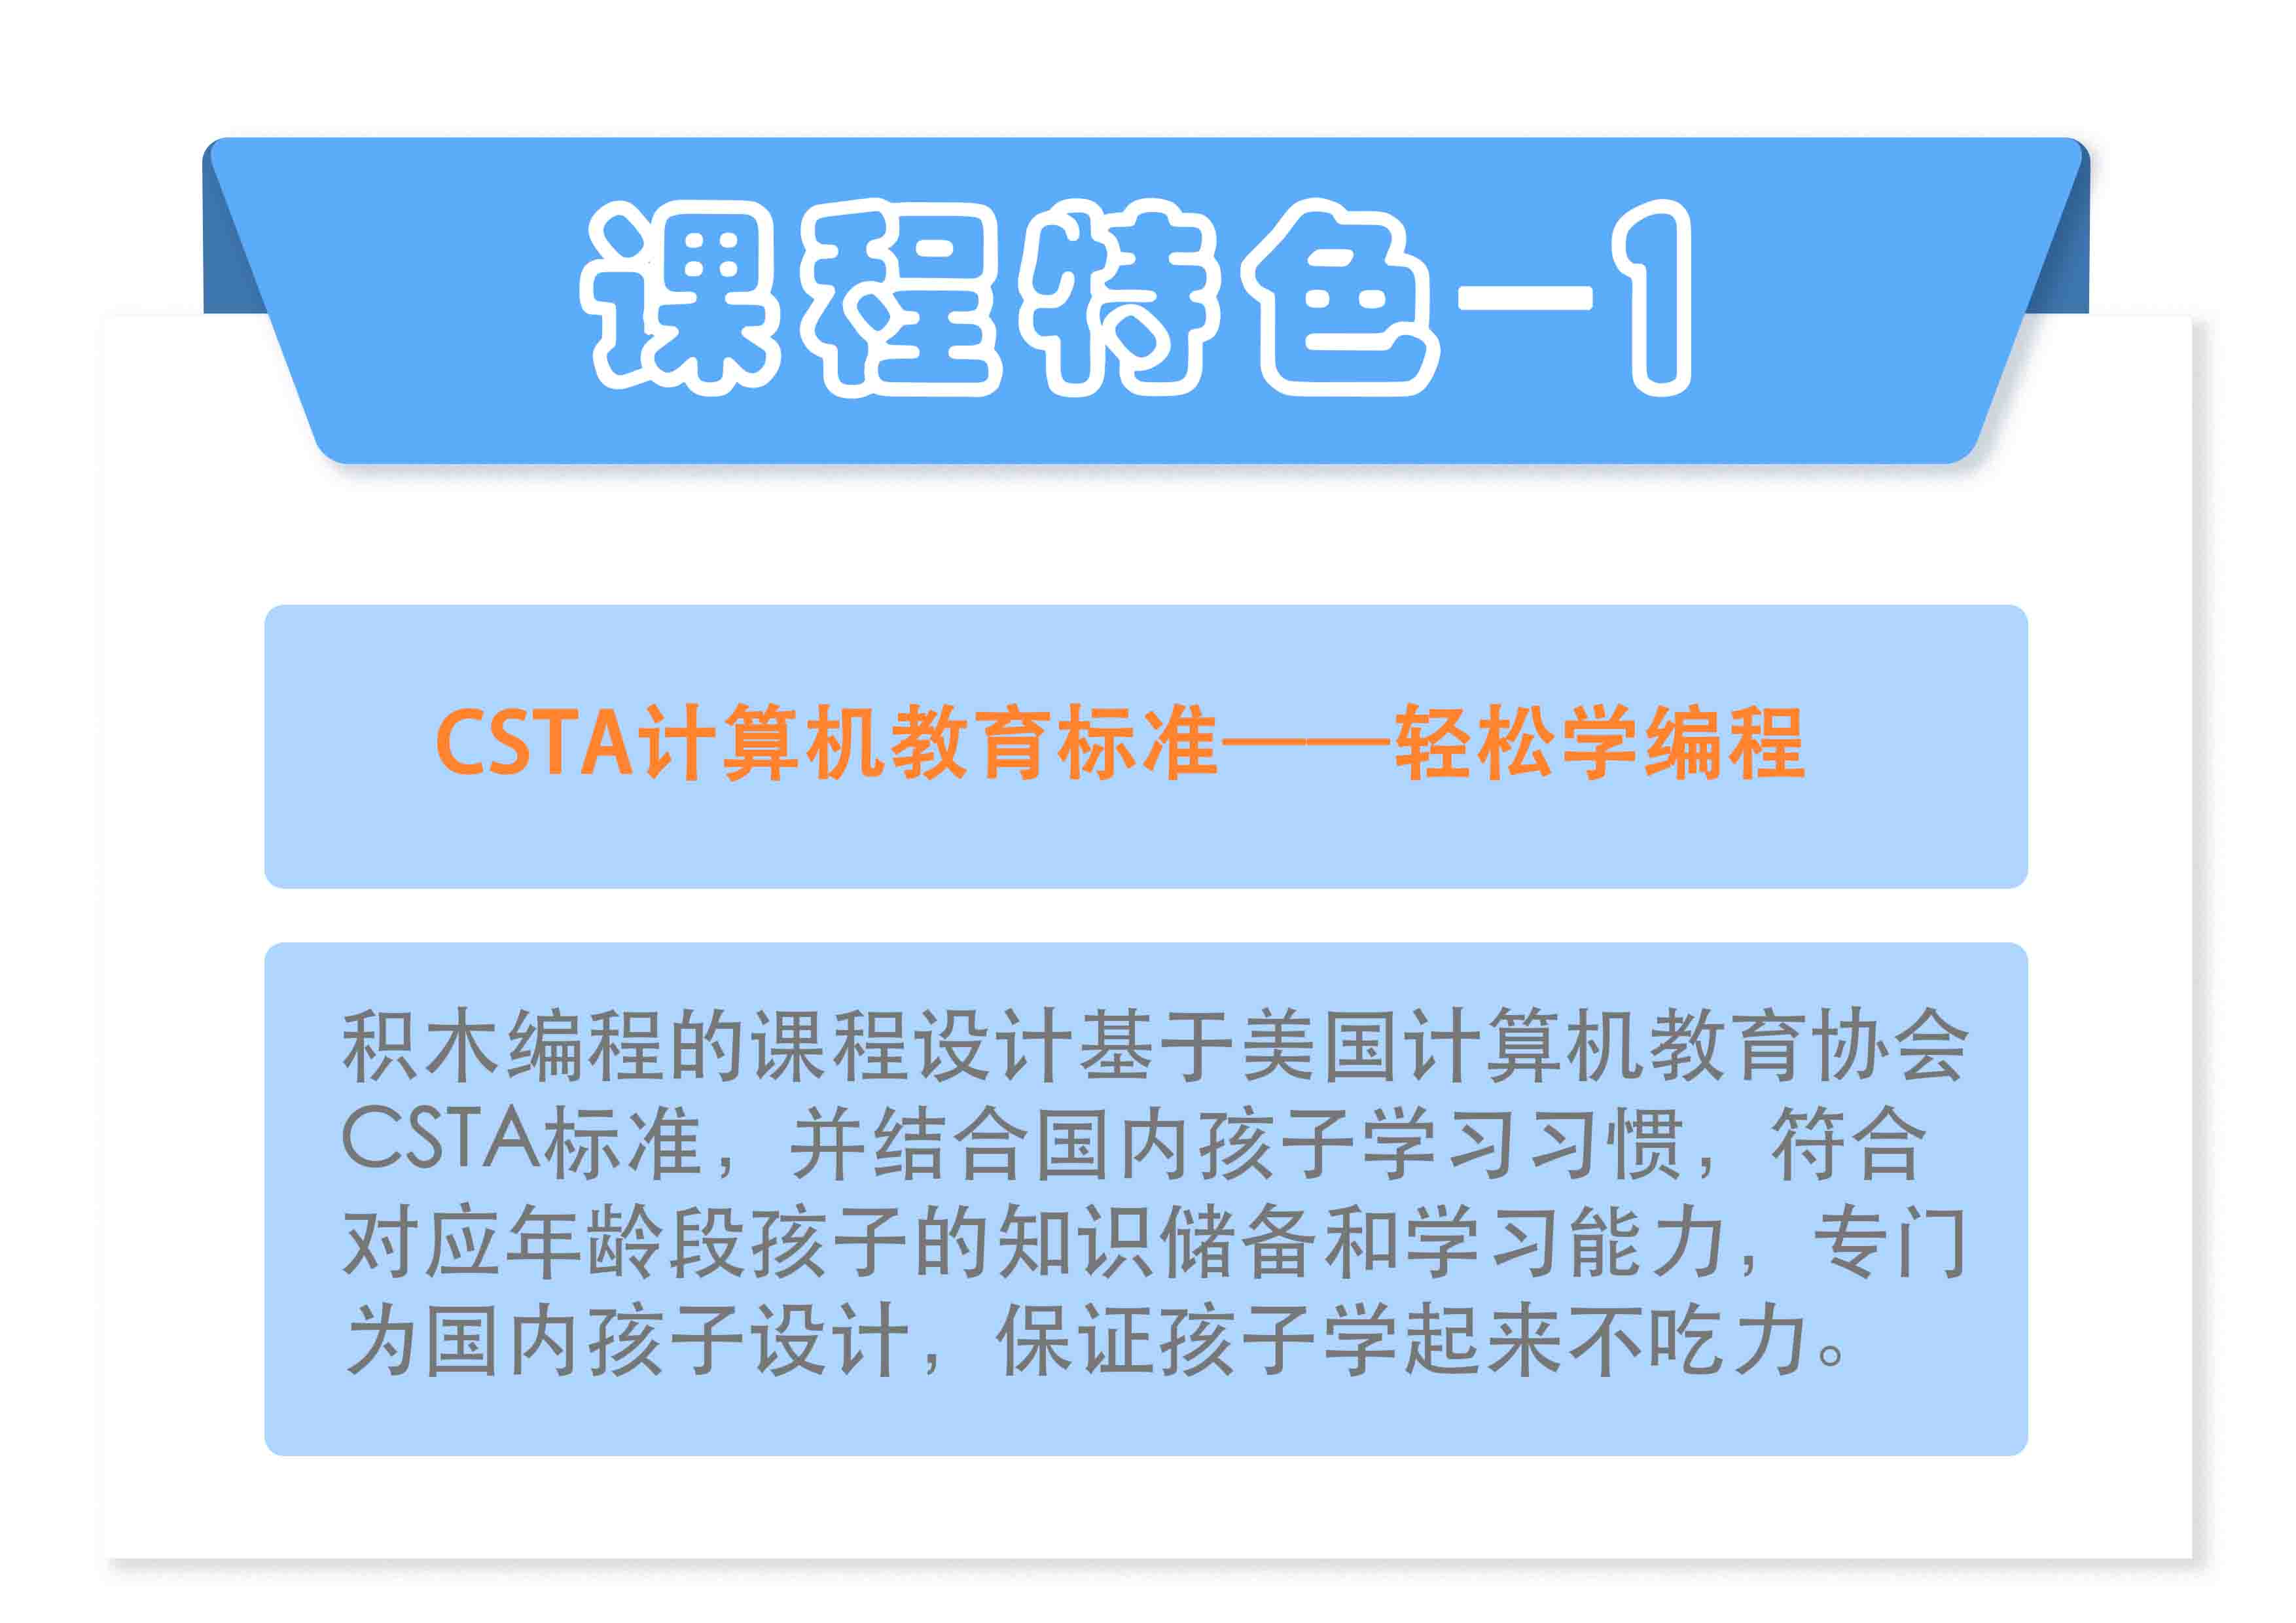 课程特色—1
CSTA计算机教育标准——轻松学编程
积木编程的课程设计基于美国计算机教育协会
CSTA标准，并结合国内孩子学习习惯，符合
对应年龄段孩子的知识储备和学习能力，专门
为国内孩子设计，保证孩子学起来不吃力。